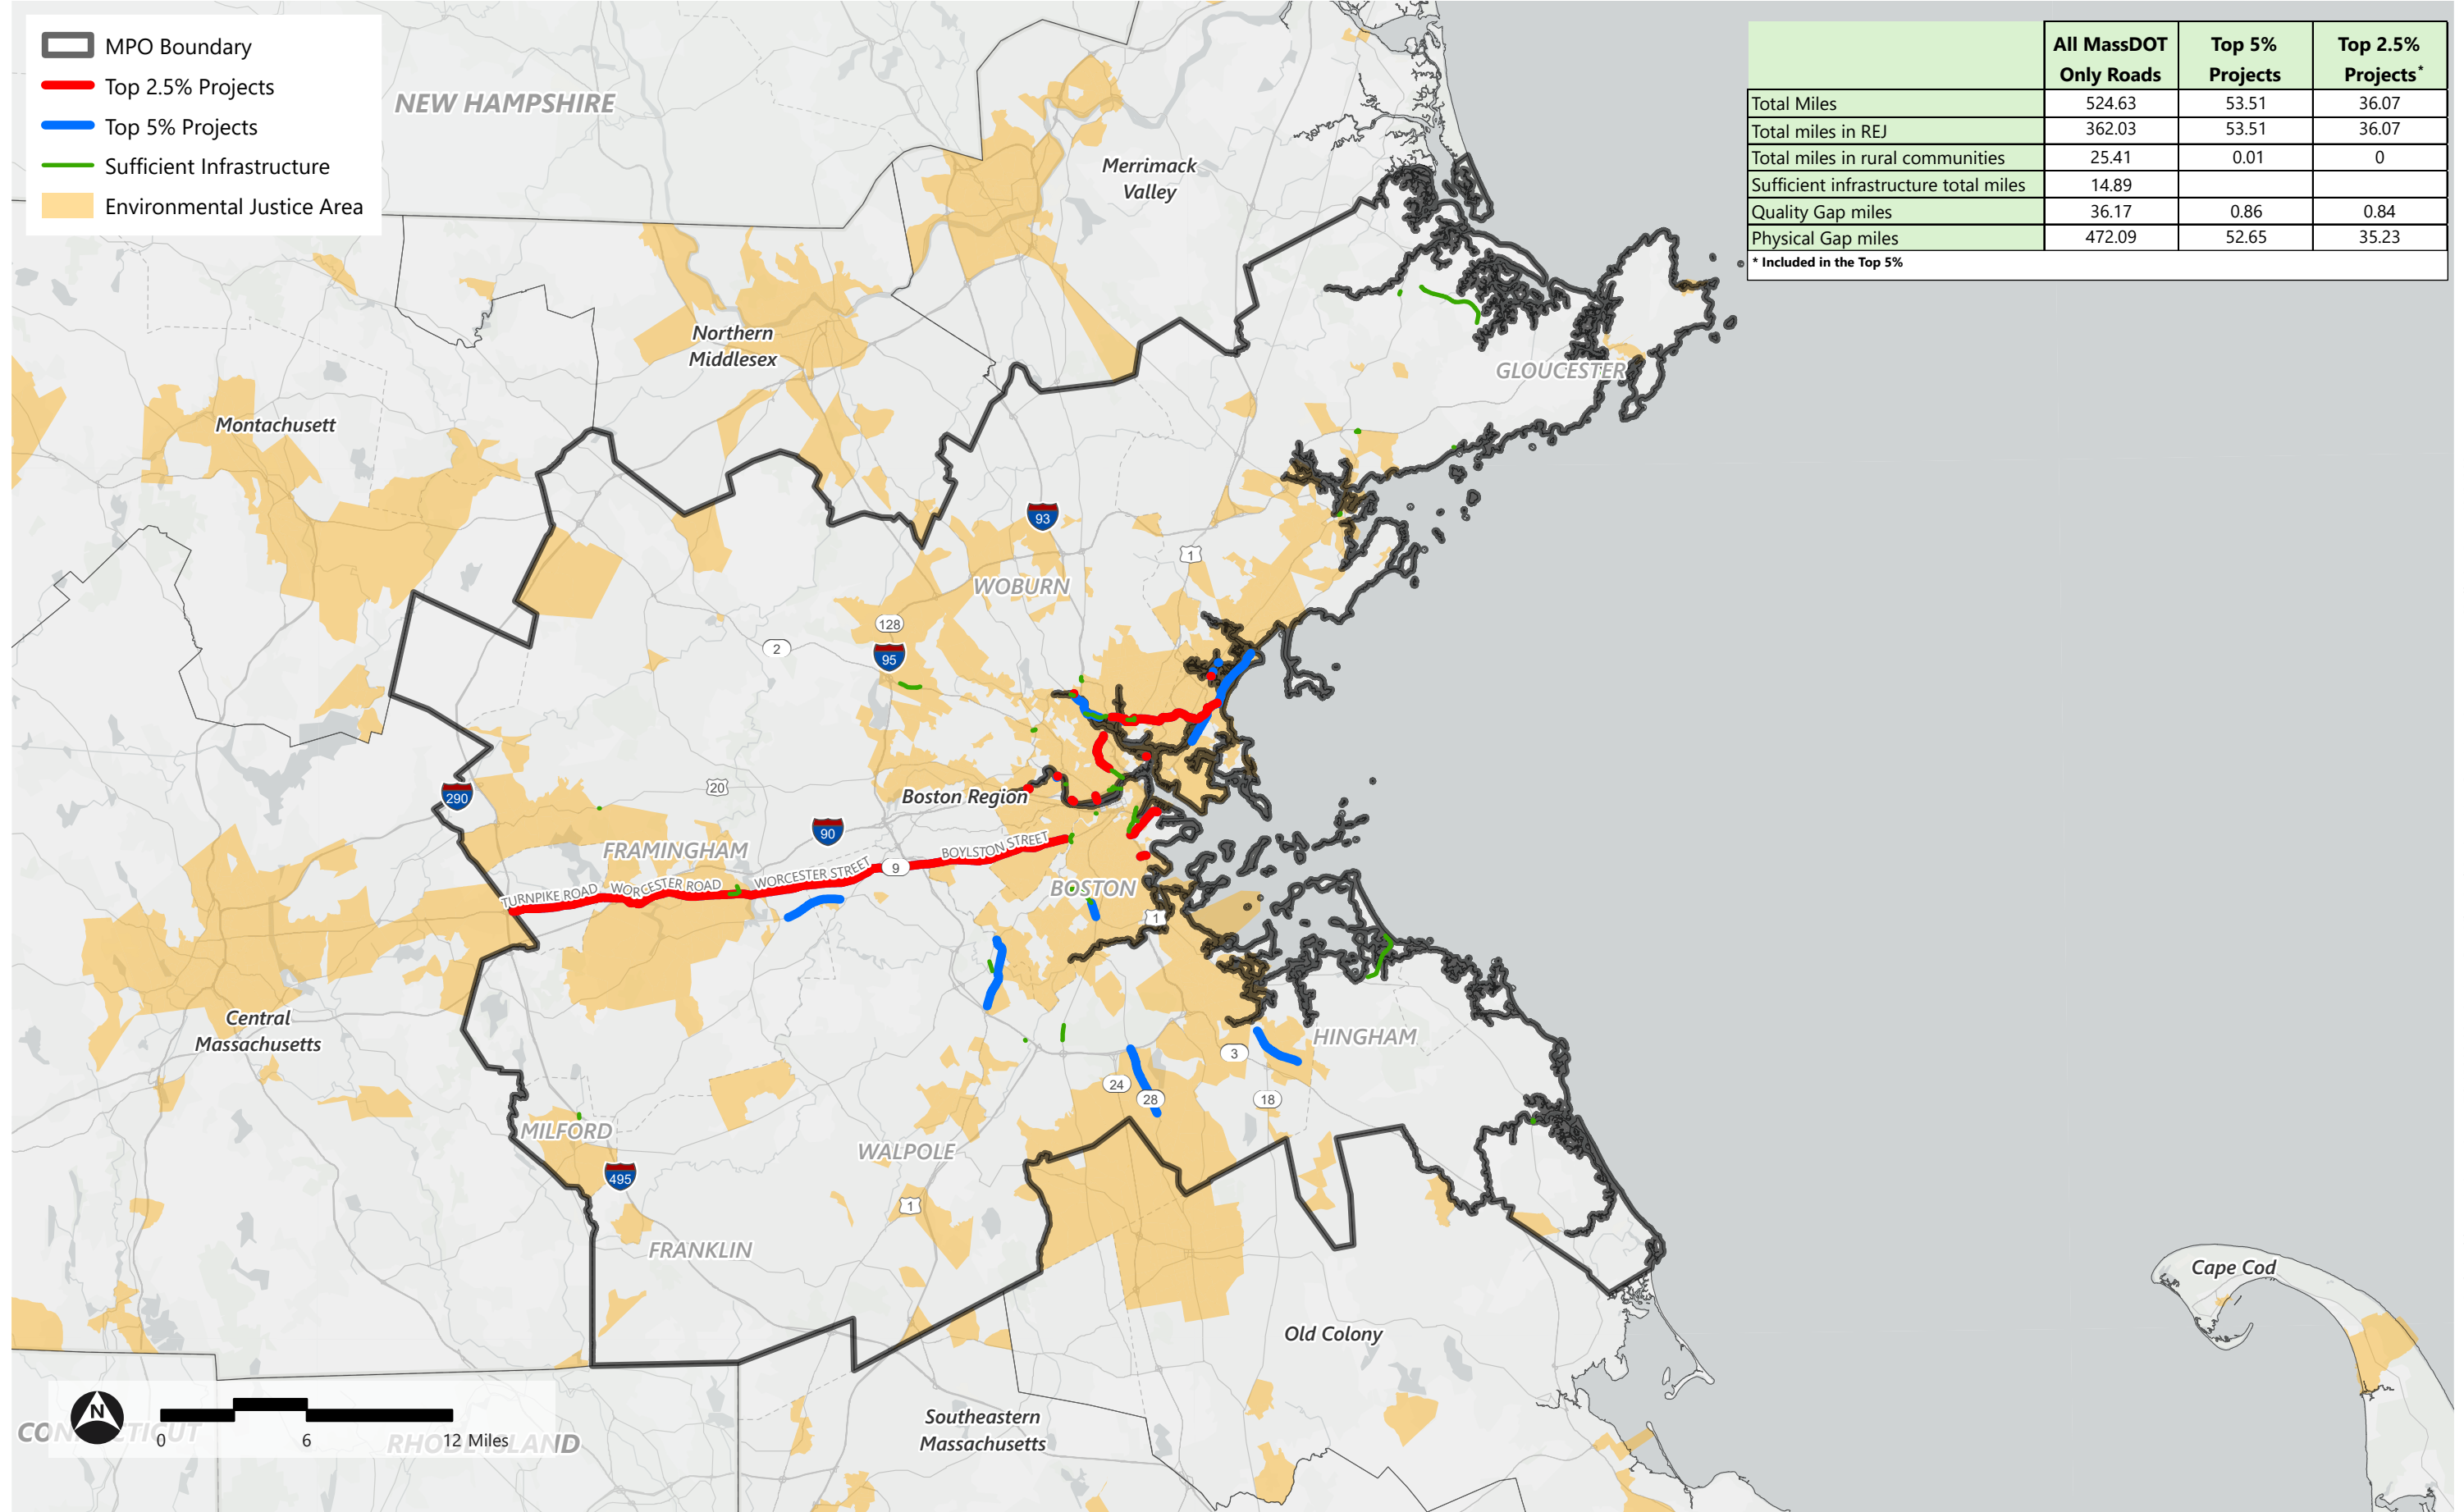 MPO Boundary
Top 2.5% Projects
Top 5% Projects
Sufficient Infrastructure
Environmental Justice Area
All MassDOT Only Roads | Top 5% Projects | Top 2.5% Projects*
Total Miles 524.63 53.51 36.07
Total miles in REJ 362.03 53.51 36.07
Total miles in rural communities 25.41 0.01 0
Sufficient infrastructure total miles 14.89
Quality Gap miles 36.17 0.86 0.84
Physical Gap miles 472.09 52.65 35.23
* Included in the Top 5%
NEW HAMPSHIRE
Merrimack
Valley
Northern
Middlesex
GLOUCESTER
Montachusett
93
1
WOBURN
128
2
95
20
290
Boston Region
90
FRAMINGHAM
BOYLSTON STREET
9
WORCESTER STREET
WORCESTER ROAD
TURNPIKE ROAD
BOSTON
1
Central
Massachusetts
HINGHAM
3
24
28
18
MILFORD
WALPOLE
495
1
FRANKLIN
Cape Cod
Old Colony
Southeastern
Massachusetts
N
0 6 12 Miles
CONNECTICUT
RHODE ISLAND